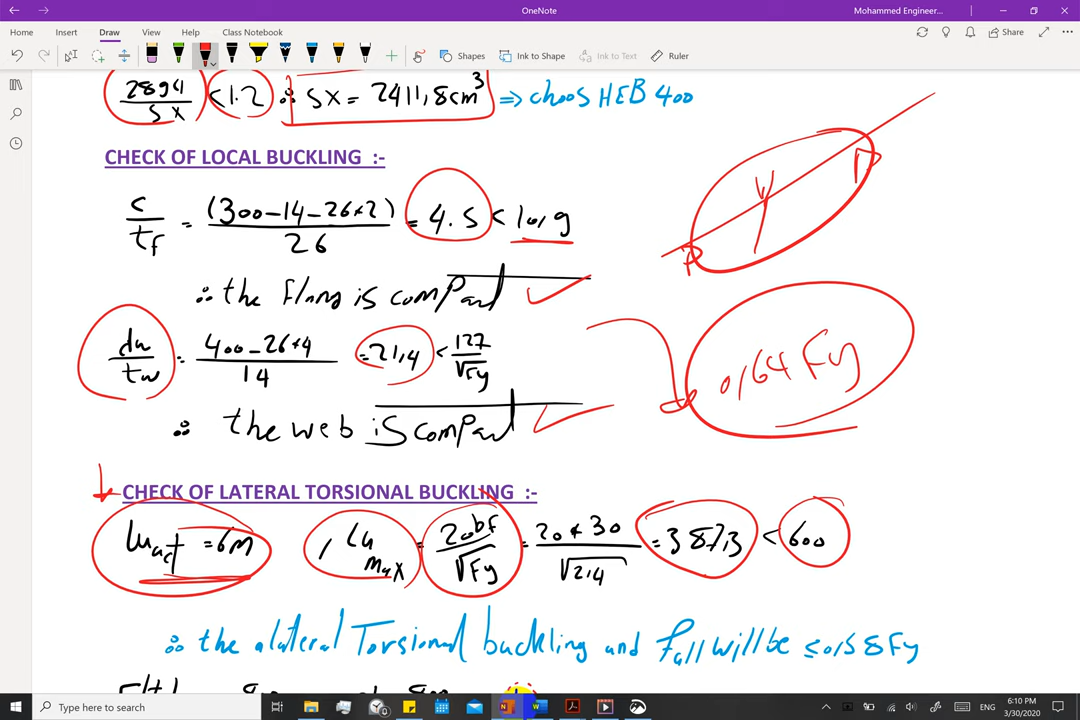 OneNote
Mohammed Engineer...
Home Insert Draw View Help Class Notebook
Shapes Ink to Shape Ink to Text Ruler Share
2894 / Sx < 1.2 ∴ Sx = 2411,8cm³ ⇒ choos HEB 400
CHECK OF LOCAL BUCKLING :-
c / tf = (300-14-26*2) / 26 = 4.5 < 10,9
∴ the flang is compact
dw / tw = 400-26*4 / 14 = 21,4 < 127 / √Fy
0,64 Fy
∴ the web is compact
CHECK OF LATERAL TORSIONAL BUCKLING :-
Lu act = 6M , Lu max = 20bf / √Fy = 20*30 / √2,4 = 387,3 < 600
∴ the alateral Torsional buckling and Fall will be ≤ 0,58 Fy
Type here to search
ENG
6:10 PM
3/30/2020